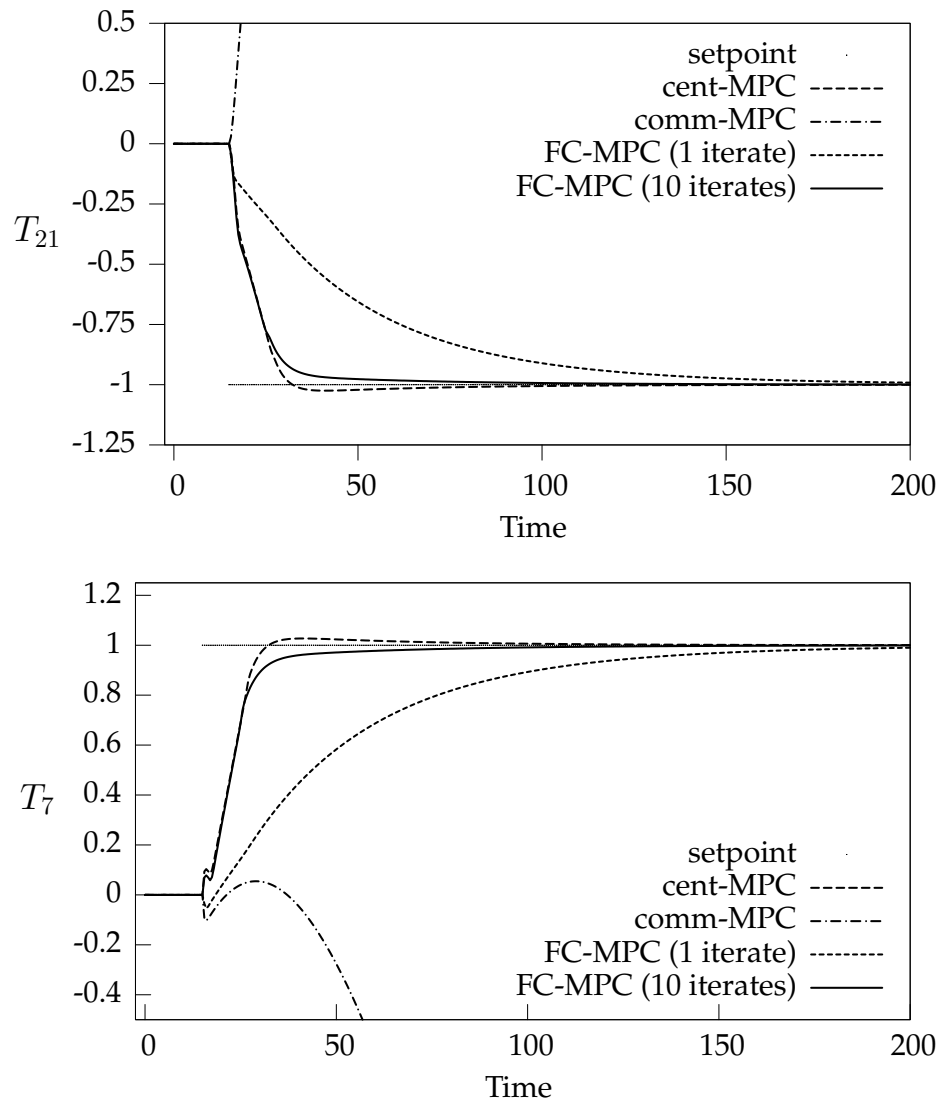 0.5
setpoint
0.25
cent-MPC
comm-MPC
0
FC-MPC (1 iterate)
FC-MPC (10 iterates)
-0.25
T21
-0.5
-0.75
-1
-1.25
0 50 100 150 200
Time
1.2
1
0.8
0.6
0.4
T7
0.2
setpoint
0
cent-MPC
comm-MPC
-0.2
FC-MPC (1 iterate)
-0.4
FC-MPC (10 iterates)
0 50 100 150 200
Time